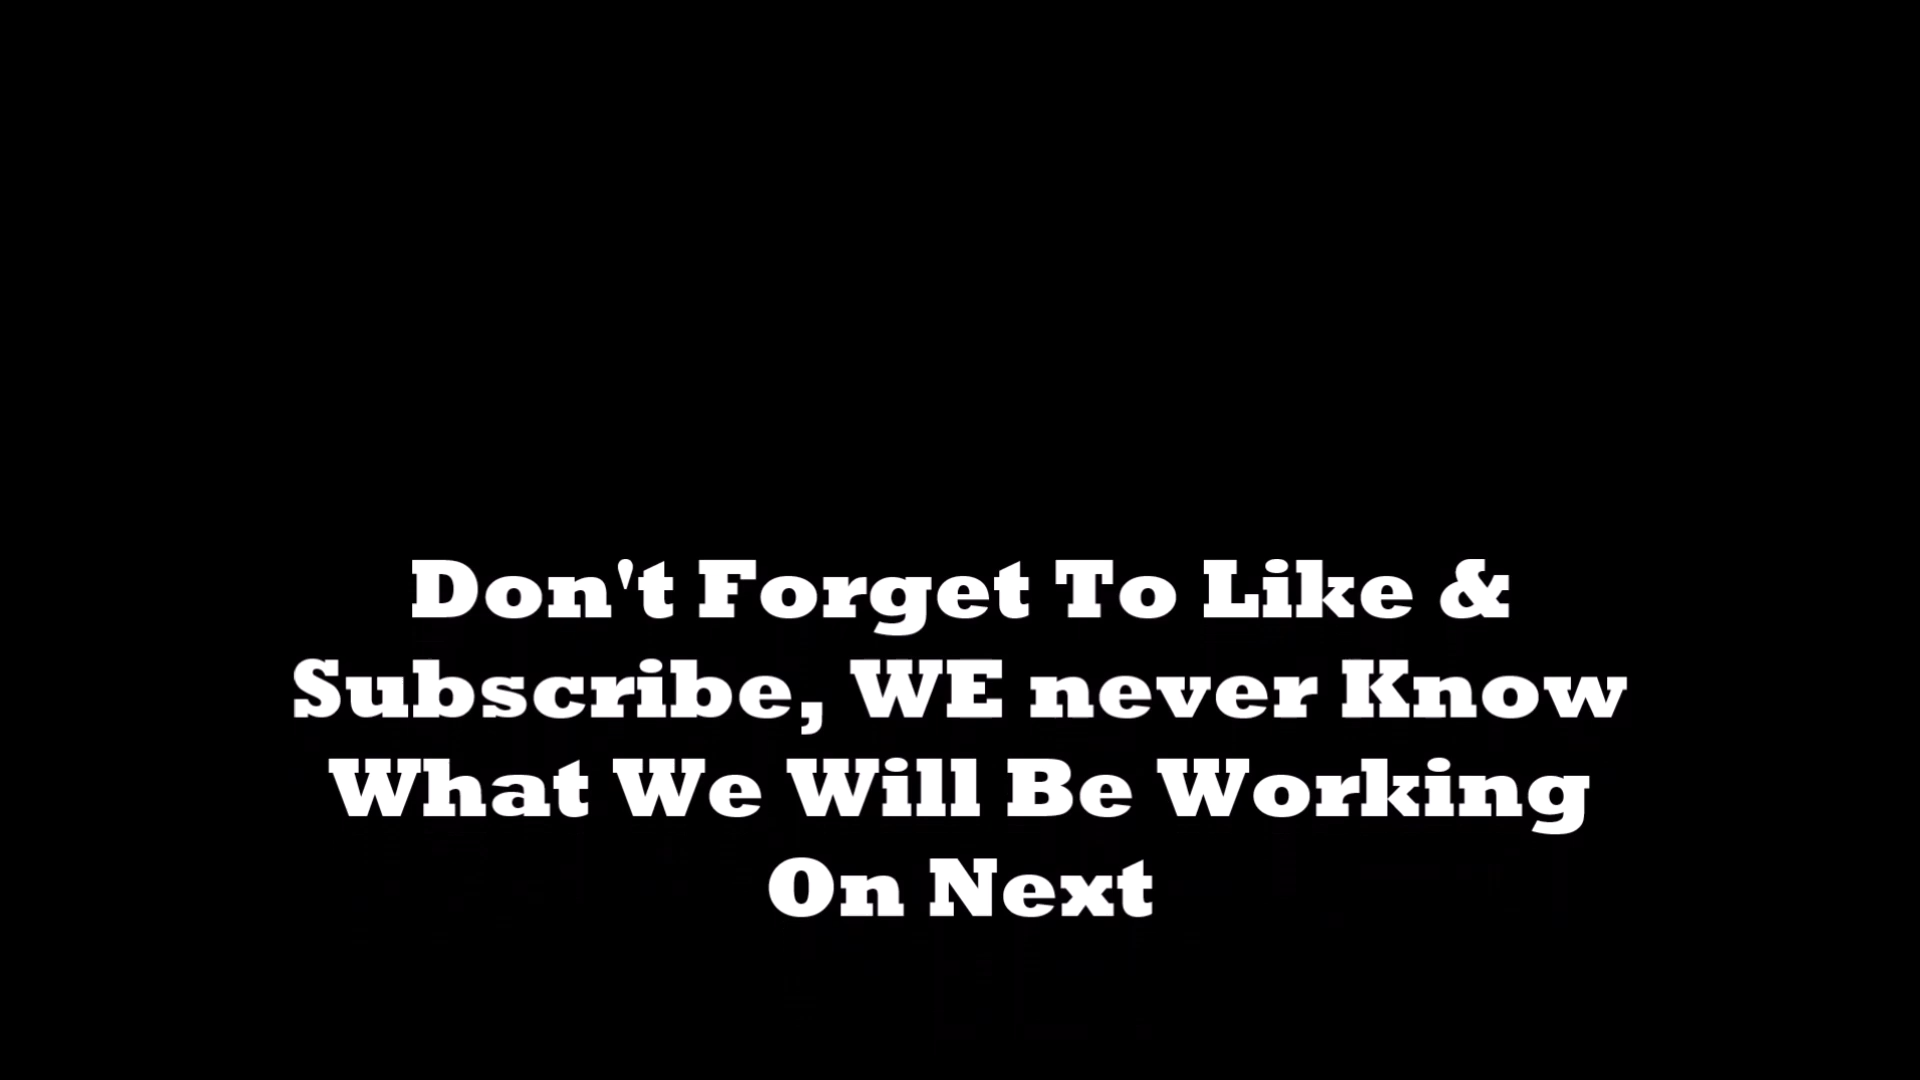 Don't Forget To Like &
Subscribe, WE never Know
What We Will Be Working
On Next